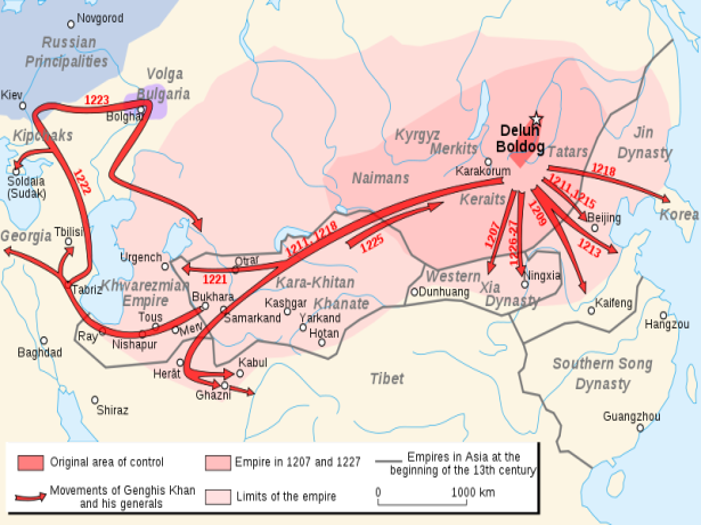 Novgorod
Russian
Principalities
Volga
Bulgaria
Kiev
1223
Bolghar
Kipchaks
1222
Soldaia
(Sudak)
Georgia
Tbilisi
Tabriz
Urgench
Khwarezmian
Empire
Otrar
1221
Bukhara
Samarkand
Tous
Merv
Ray
Nishapur
Baghdad
Shiraz
Herât
Kabul
Ghazni
Kara-Khitan
Khanate
Kashgar
Yarkand
Hotan
1211, 1218
1225
Naimans
Kyrgyz
Merkits
Deluh
Boldog
Karakorum
Keraits
Tatars
Jin
Dynasty
1218
1211,1215
1209
1207
1226-27
1213
Beijing
Korea
Western
Xia
Dynasty
Dunhuang
Ningxia
Kaifeng
Hangzou
Tibet
Southern Song
Dynasty
Guangzhou
Original area of control
Empire in 1207 and 1227
Empires in Asia at the
beginning of the 13th century
Movements of Genghis Khan
and his generals
Limits of the empire
0
1000 km